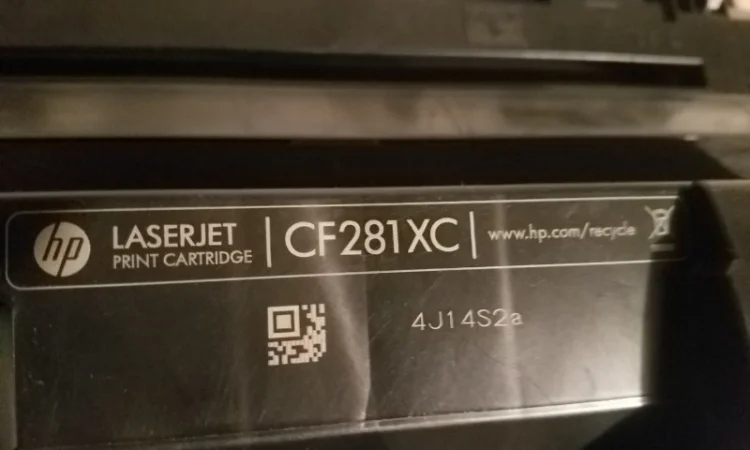 hp LASERJET PRINT CARTRIDGE | CF281XC | www.hp.com/recycle
4J14S2a